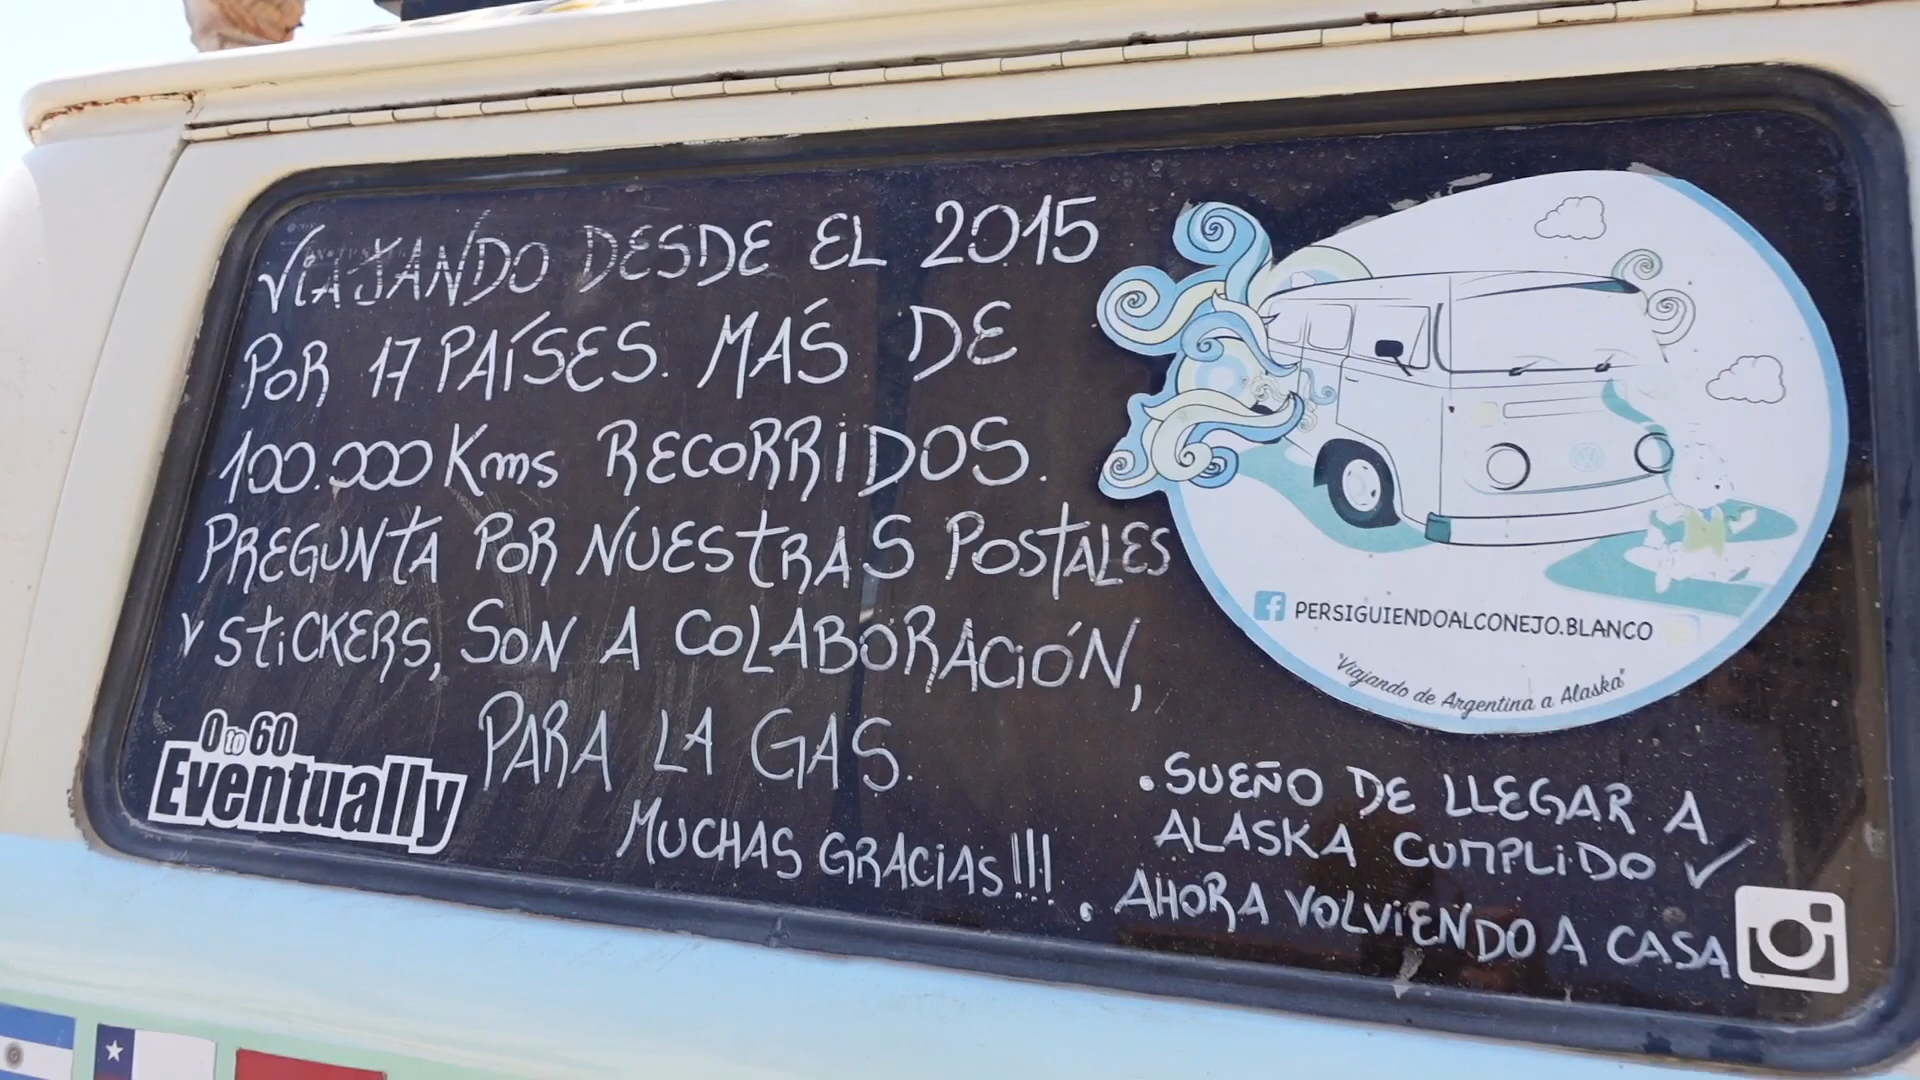 VIAJANDO DESDE EL 2015
POR 17 PAÍSES. MÁS DE
100.000 Kms RECORRIDOS.
PREGUNTA POR NUESTRAS POSTALES
Y STICKERS, SON A COLABORACIÓN,
PARA LA GAS.
MUCHAS GRACIAS!!!
0 to 60
Eventually
PERSIGUIENDOALCONEJO.BLANCO
"Viajando de Argentina a Alaska"
• SUEÑO DE LLEGAR A
ALASKA CUMPLIDO ✓
• AHORA VOLVIENDO A CASA